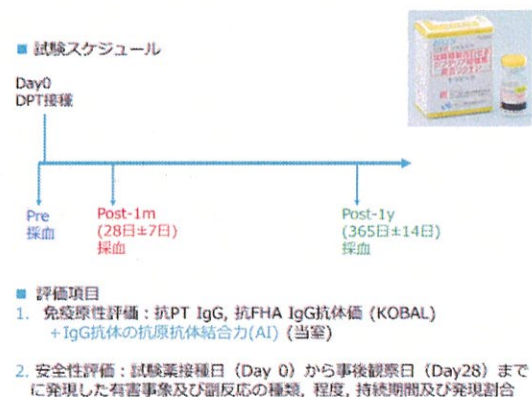 ■ 試験スケジュール
Day0
DPT接種
Pre
採血
Post-1m
(28日±7日)
採血
Post-1y
(365日±14日)
採血
■ 評価項目
1. 免疫原性評価：抗PT IgG, 抗FHA IgG抗体価 (KOBAL)
+IgG抗体の抗原抗体結合力(AI) (当室)
2. 安全性評価：試験薬接種日（Day 0）から事後観察日（Day28）まで
に発現した有害事象及び副反応の種類, 程度, 持続期間及び発現割合